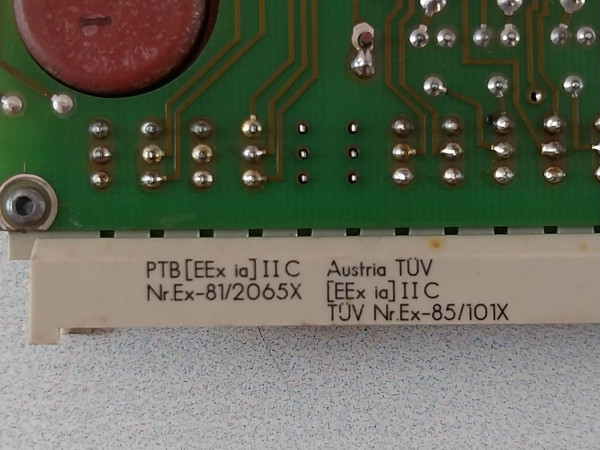 PTB [EEx ia] II C
Nr.Ex-81/2065X
Austria TÜV
[EEx ia] II C
TÜV Nr.Ex-85/101X